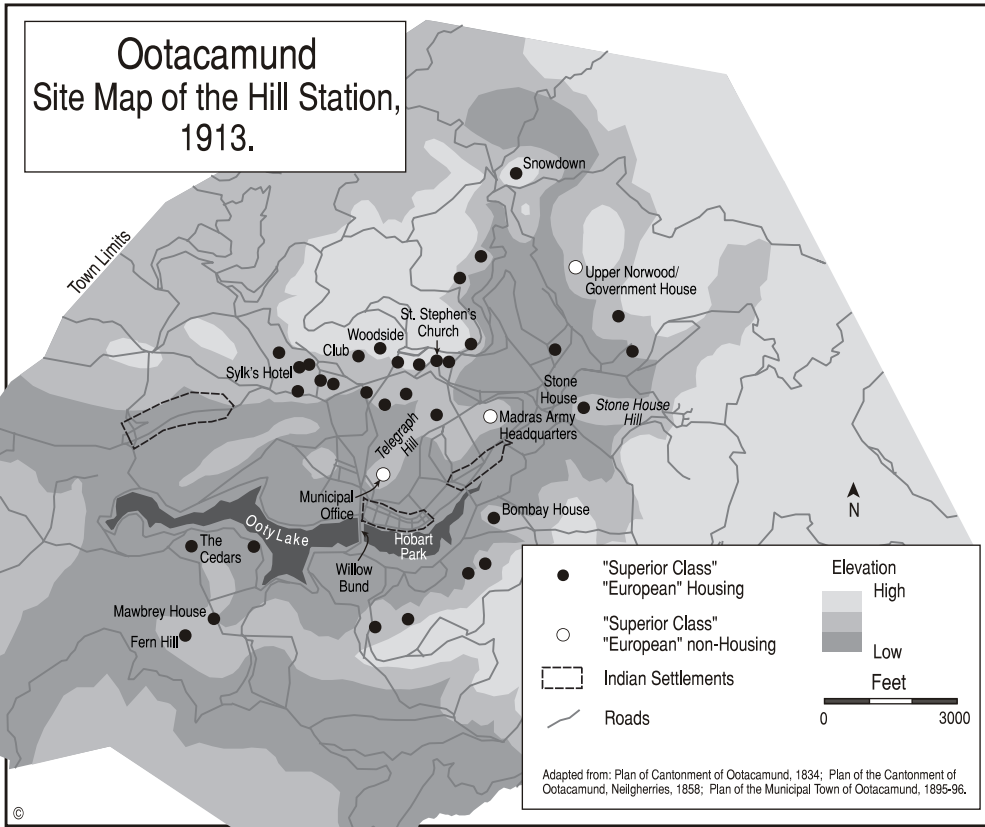 Ootacamund
Site Map of the Hill Station,
1913.
Snowdown
Town Limits
Upper Norwood/
Government House
St. Stephen's
Church
Woodside
Club
Sylk's Hotel
Stone
House
Stone House
Hill
Madras Army
Headquarters
Telegraph
Hill
Municipal
Office
Bombay House
N
Ooty Lake
Hobart
Park
The
Cedars
Willow
Bund
Mawbrey House
Fern Hill
"Superior Class"
"European" Housing
"Superior Class"
"European" non-Housing
Indian Settlements
Roads
Elevation
High
Low
Feet
0 3000
Adapted from: Plan of Cantonment of Ootacamund, 1834; Plan of the Cantonment of
Ootacamund, Neilgherries, 1858; Plan of the Municipal Town of Ootacamund, 1895-96.
©